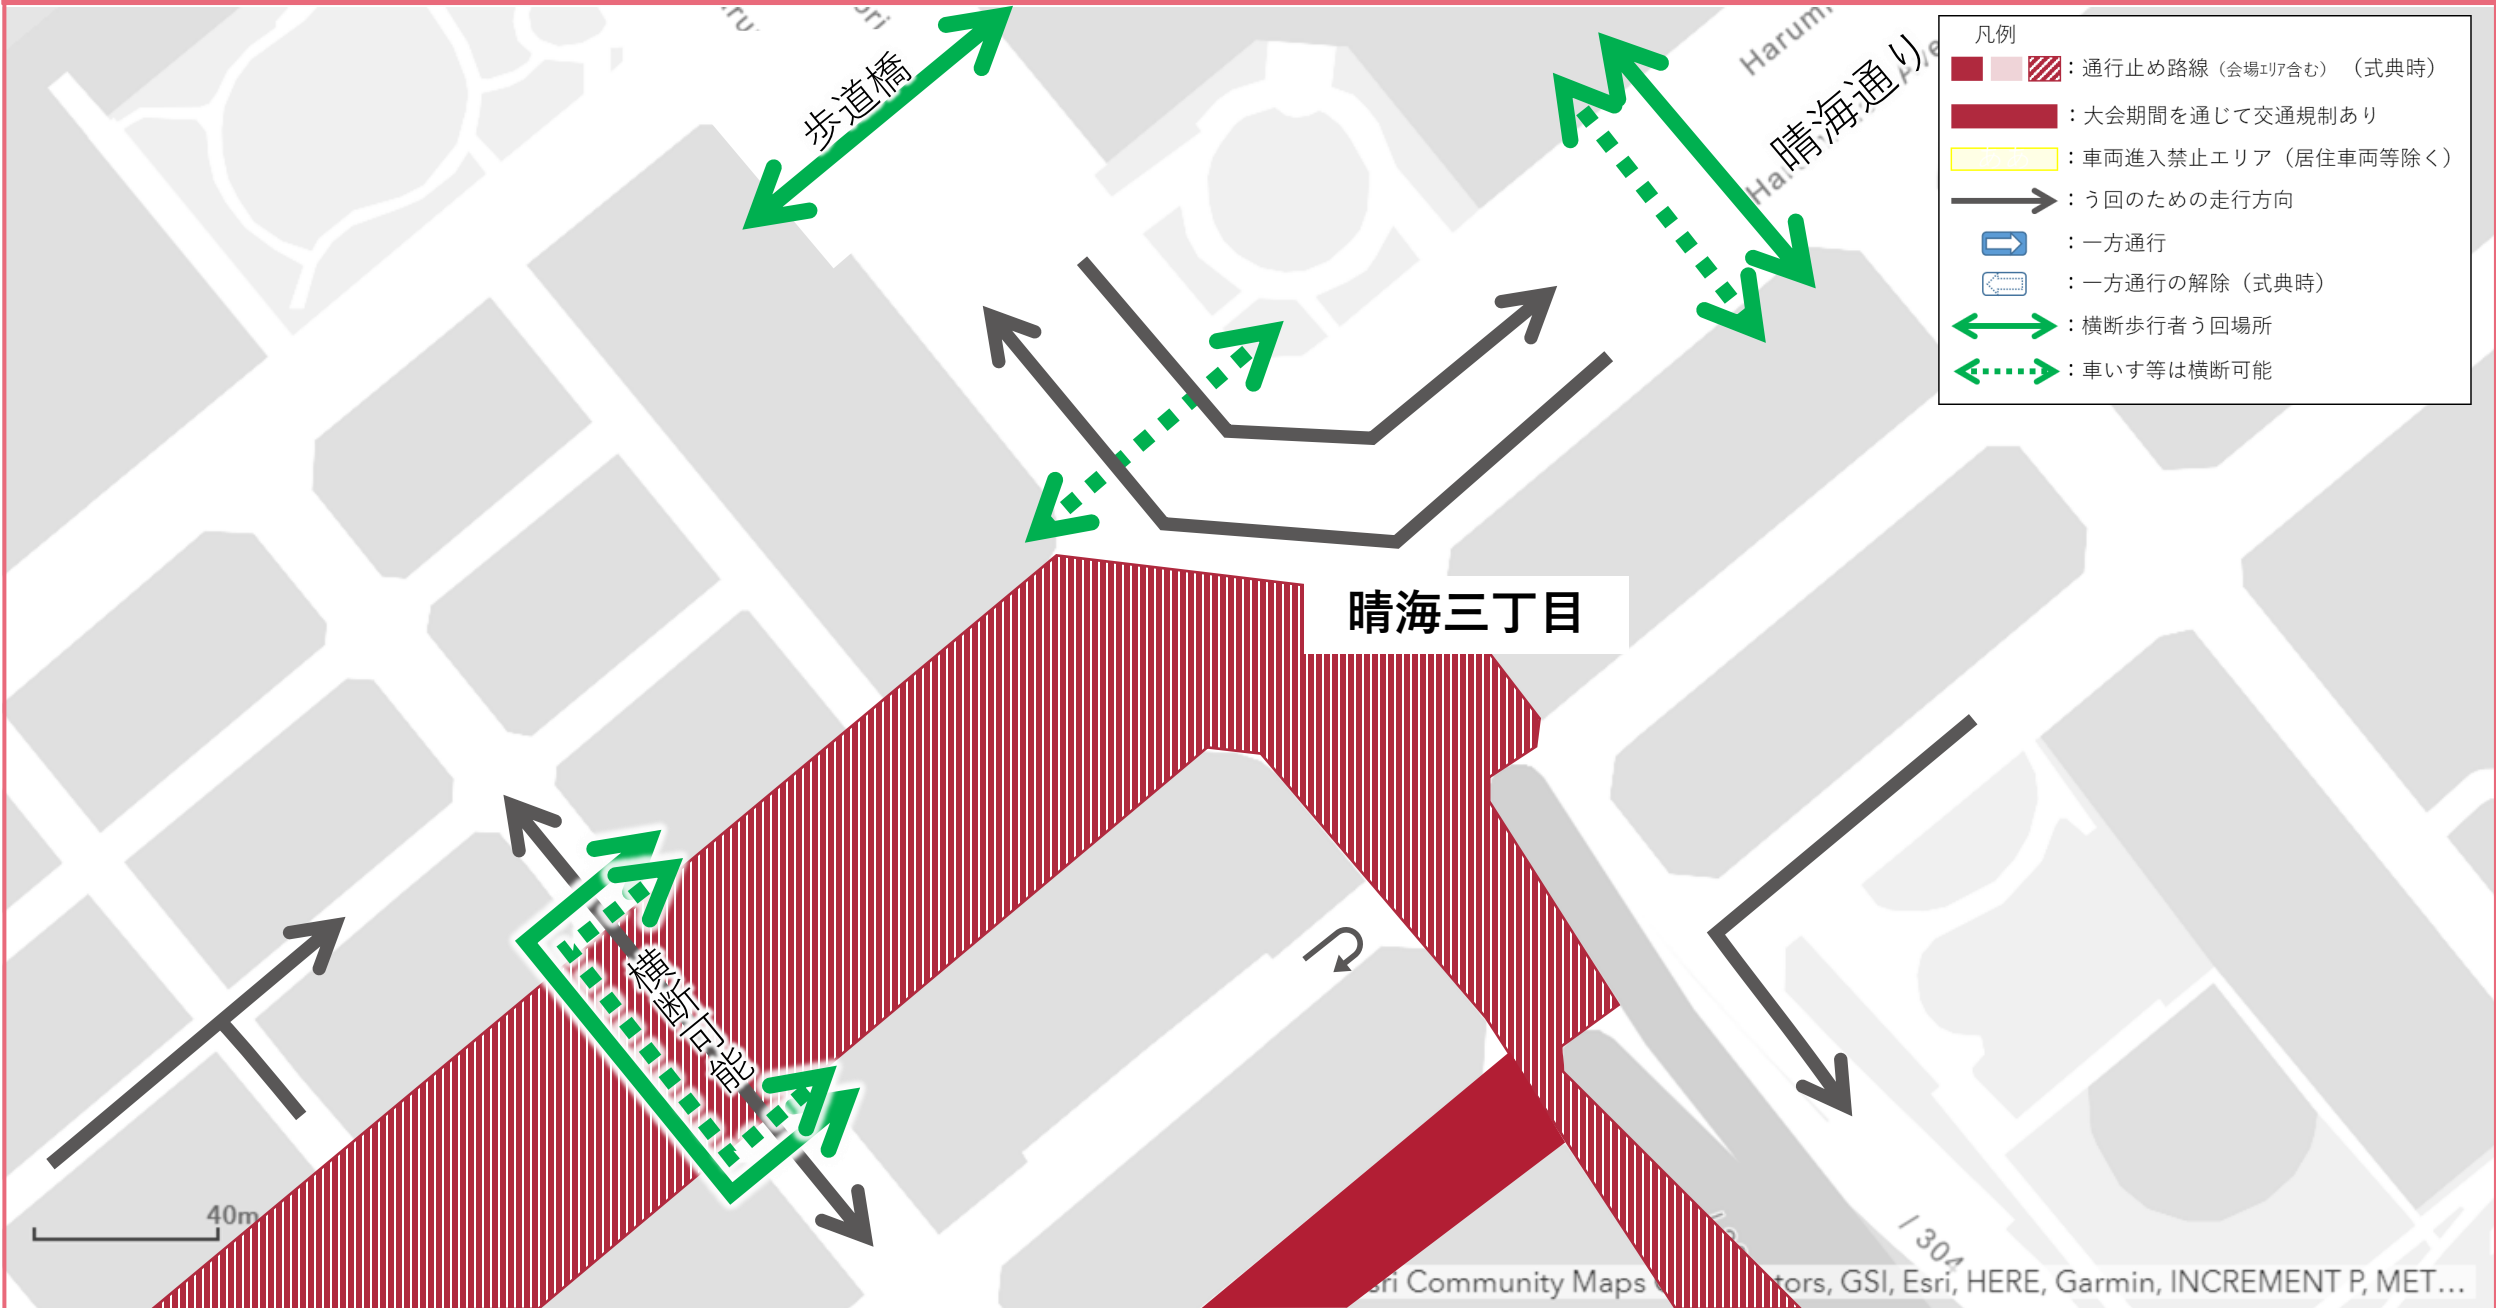 歩道橋
Harum
晴海通り
凡例
：通行止め路線（会場エリア含む）（式典時）
：大会期間を通じて交通規制あり
：車両進入禁止エリア（居住車両等除く）
：う回のための走行方向
：一方通行
：一方通行の解除（式典時）
：横断歩行者う回場所
：車いす等は横断可能
晴海三丁目
横断可能
40m
/ 304
sri Community Maps
tors, GSI, Esri, HERE, Garmin, INCREMENT P, MET...